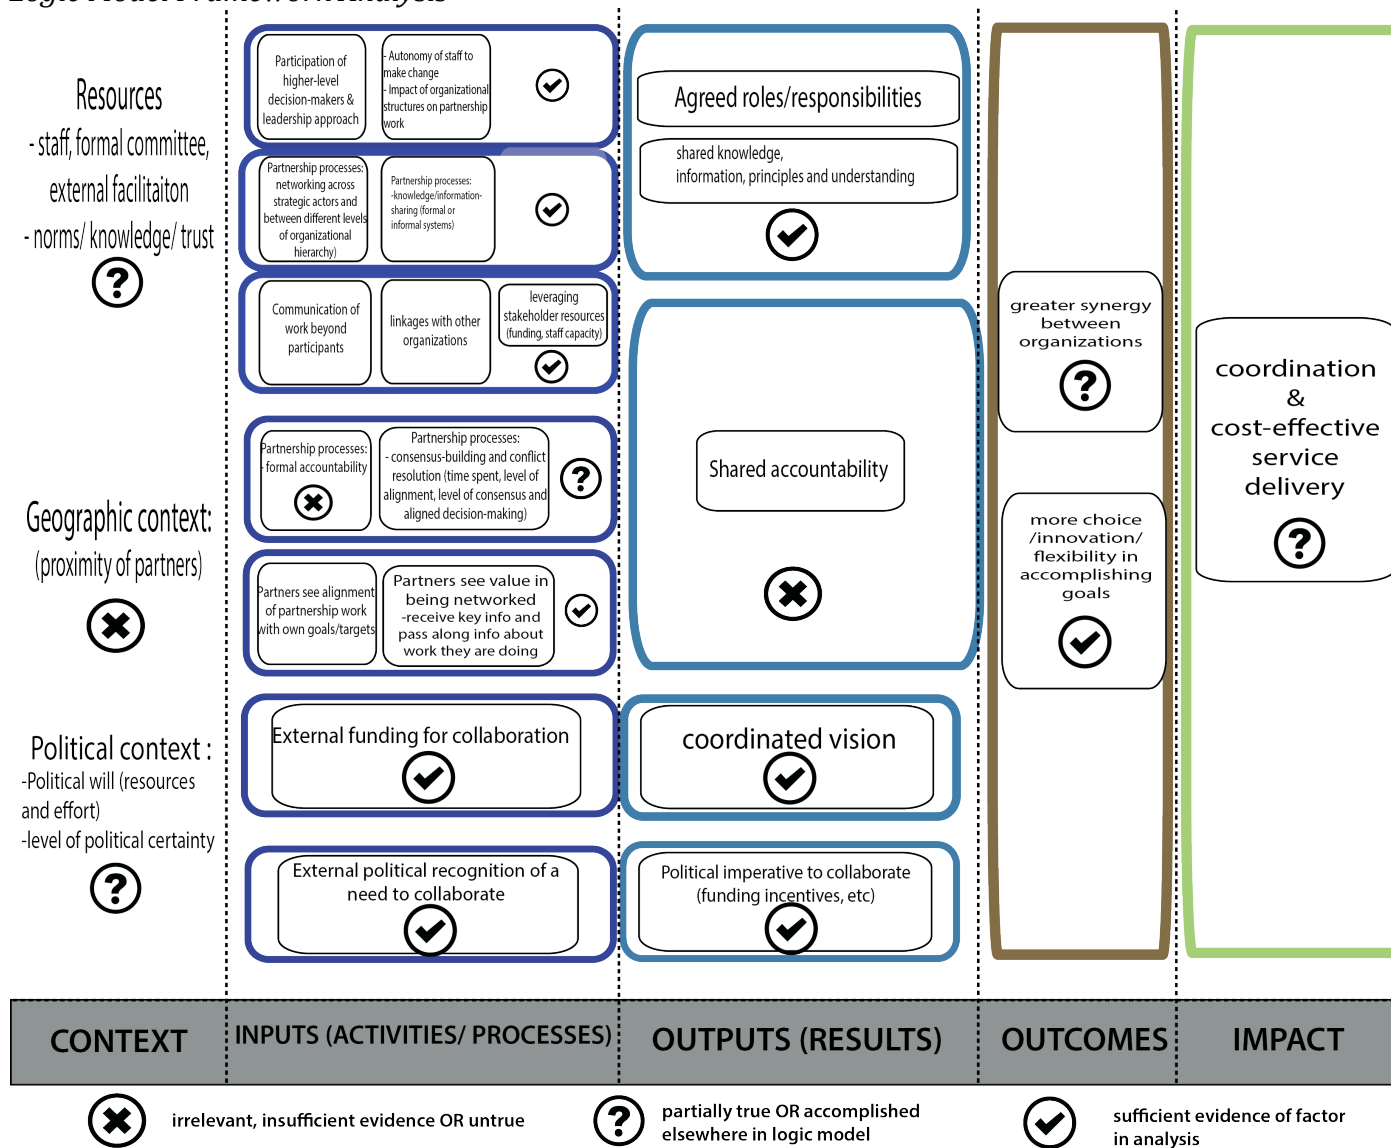 Logic Model Framework Analysis
Resources
- staff, formal committee,
external facilitaiton
- norms/ knowledge/ trust
Geographic context:
(proximity of partners)
Political context :
-Political will (resources
and effort)
-level of political certainty
Participation of
higher-level
decision-makers &
leadership approach
- Autonomy of staff to
make change
- Impact of organizational
structures on partnership
work
Partnership processes:
networking across
strategic actors and
between different levels
of organizational
hierarchy)
Partnership processes:
-knowledge/information-
sharing (formal or
informal systems)
Communication of
work beyond
participants
linkages with other
organizations
leveraging
stakeholder resources
(funding, staff capacity)
Partnership processes:
- formal accountability
Partnership processes:
- consensus-building and conflict
resolution (time spent, level of
alignment, level of consensus and
aligned decision-making)
Partners see alignment
of partnership work
with own goals/targets
Partners see value in
being networked
-receive key info and
pass along info about
work they are doing
External funding for collaboration
External political recognition of a
need to collaborate
Agreed roles/responsibilities
shared knowledge,
information, principles and understanding
Shared accountability
coordinated vision
Political imperative to collaborate
(funding incentives, etc)
greater synergy
between
organizations
more choice
/innovation/
flexibility in
accomplishing
goals
coordination
&
cost-effective
service
delivery
CONTEXT
INPUTS (ACTIVITIES/ PROCESSES)
OUTPUTS (RESULTS)
OUTCOMES
IMPACT
irrelevant, insufficient evidence OR untrue
partially true OR accomplished
elsewhere in logic model
sufficient evidence of factor
in analysis